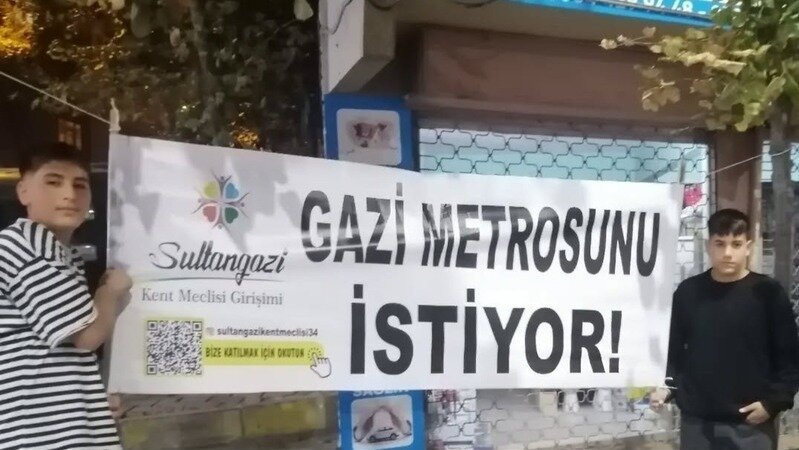 GAZİ METROSUNU
İSTİYOR!
Sultangazi
Kent Meclisi Girişimi
sultangazikentmeclisi34
BİZE KATILMAK İÇİN OKUTUN